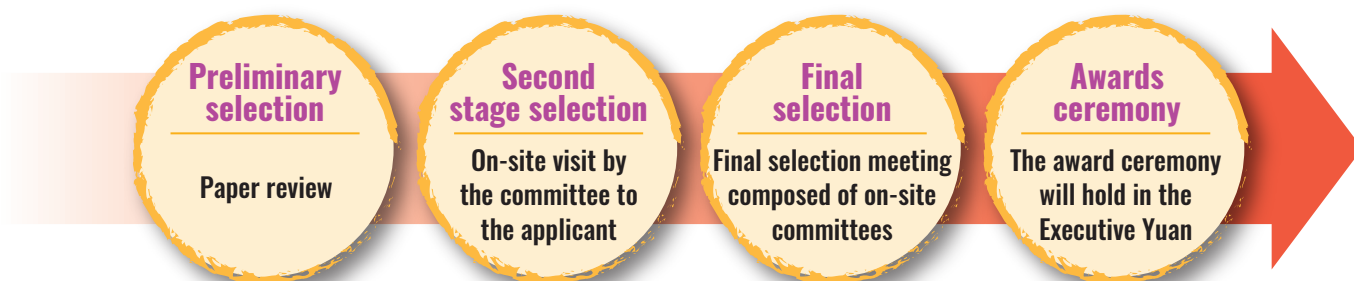 Preliminary
selection
Paper review
Second
stage selection
On-site visit by
the committee to
the applicant
Final
selection
Final selection meeting
composed of on-site
committees
Awards
ceremony
The award ceremony
will hold in the
Executive Yuan